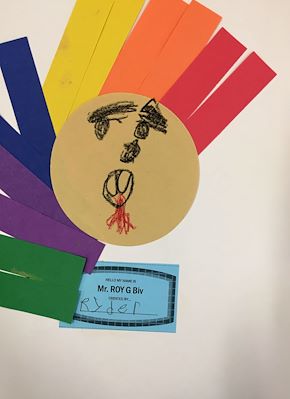 HELLO MY NAME IS
Mr. ROY G Biv
CREATED BY...
Ryder